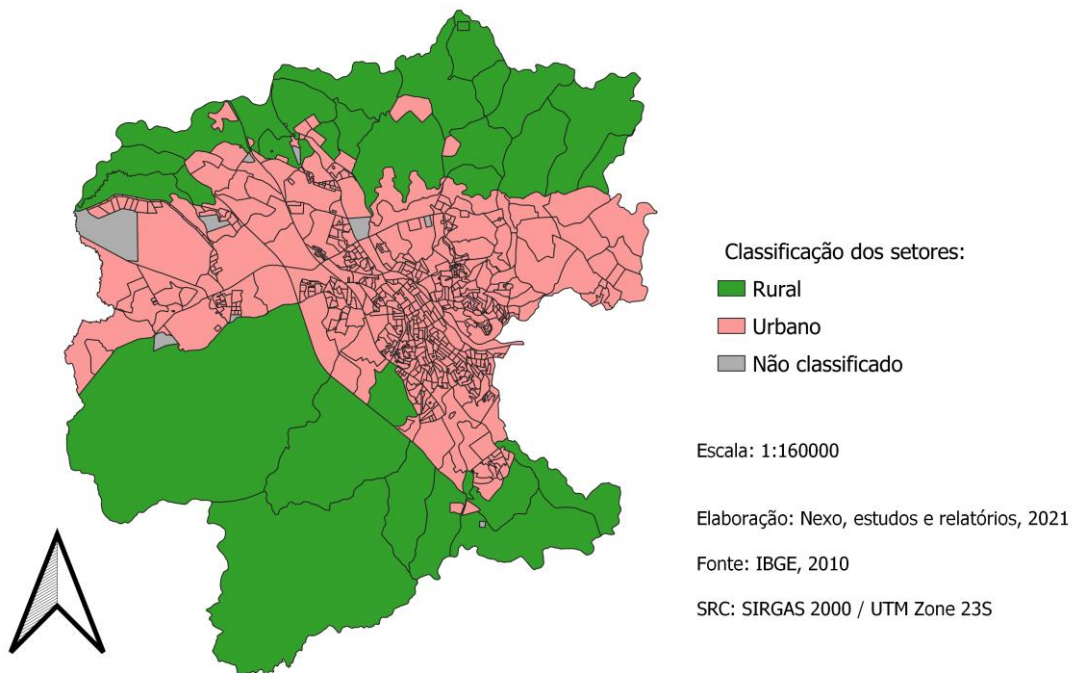 Classificação dos setores:
Rural
Urbano
Não classificado
Escala: 1:160000
Elaboração: Nexo, estudos e relatórios, 2021
Fonte: IBGE, 2010
SRC: SIRGAS 2000 / UTM Zone 23S